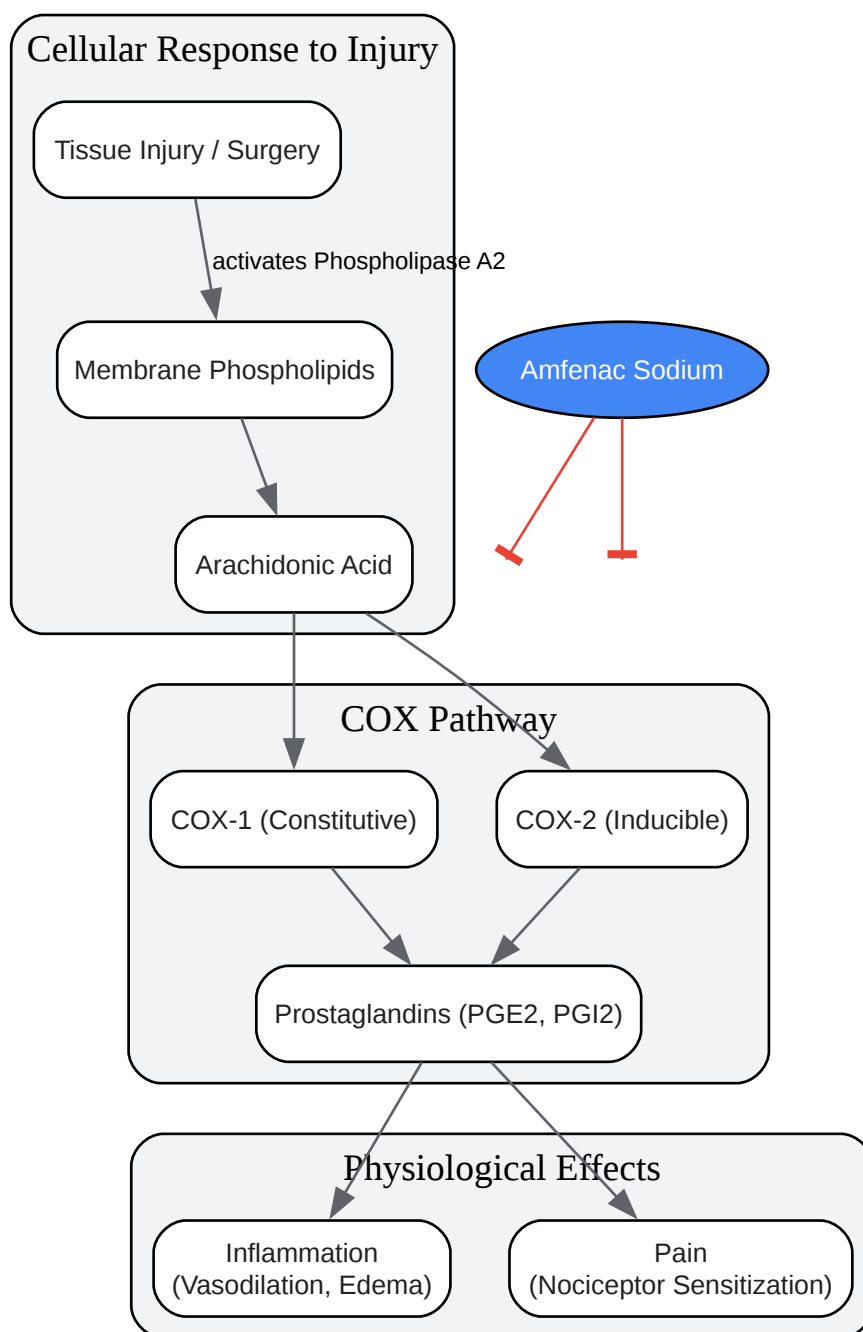 Cellular Response to Injury
Tissue Injury / Surgery
activates Phospholipase A2
Membrane Phospholipids
Amfenac Sodium
Arachidonic Acid
COX Pathway
COX-1 (Constitutive)
COX-2 (Inducible)
Prostaglandins (PGE2, PGI2)
Physiological Effects
Inflammation
(Vasodilation, Edema)
Pain
(Nociceptor Sensitization)